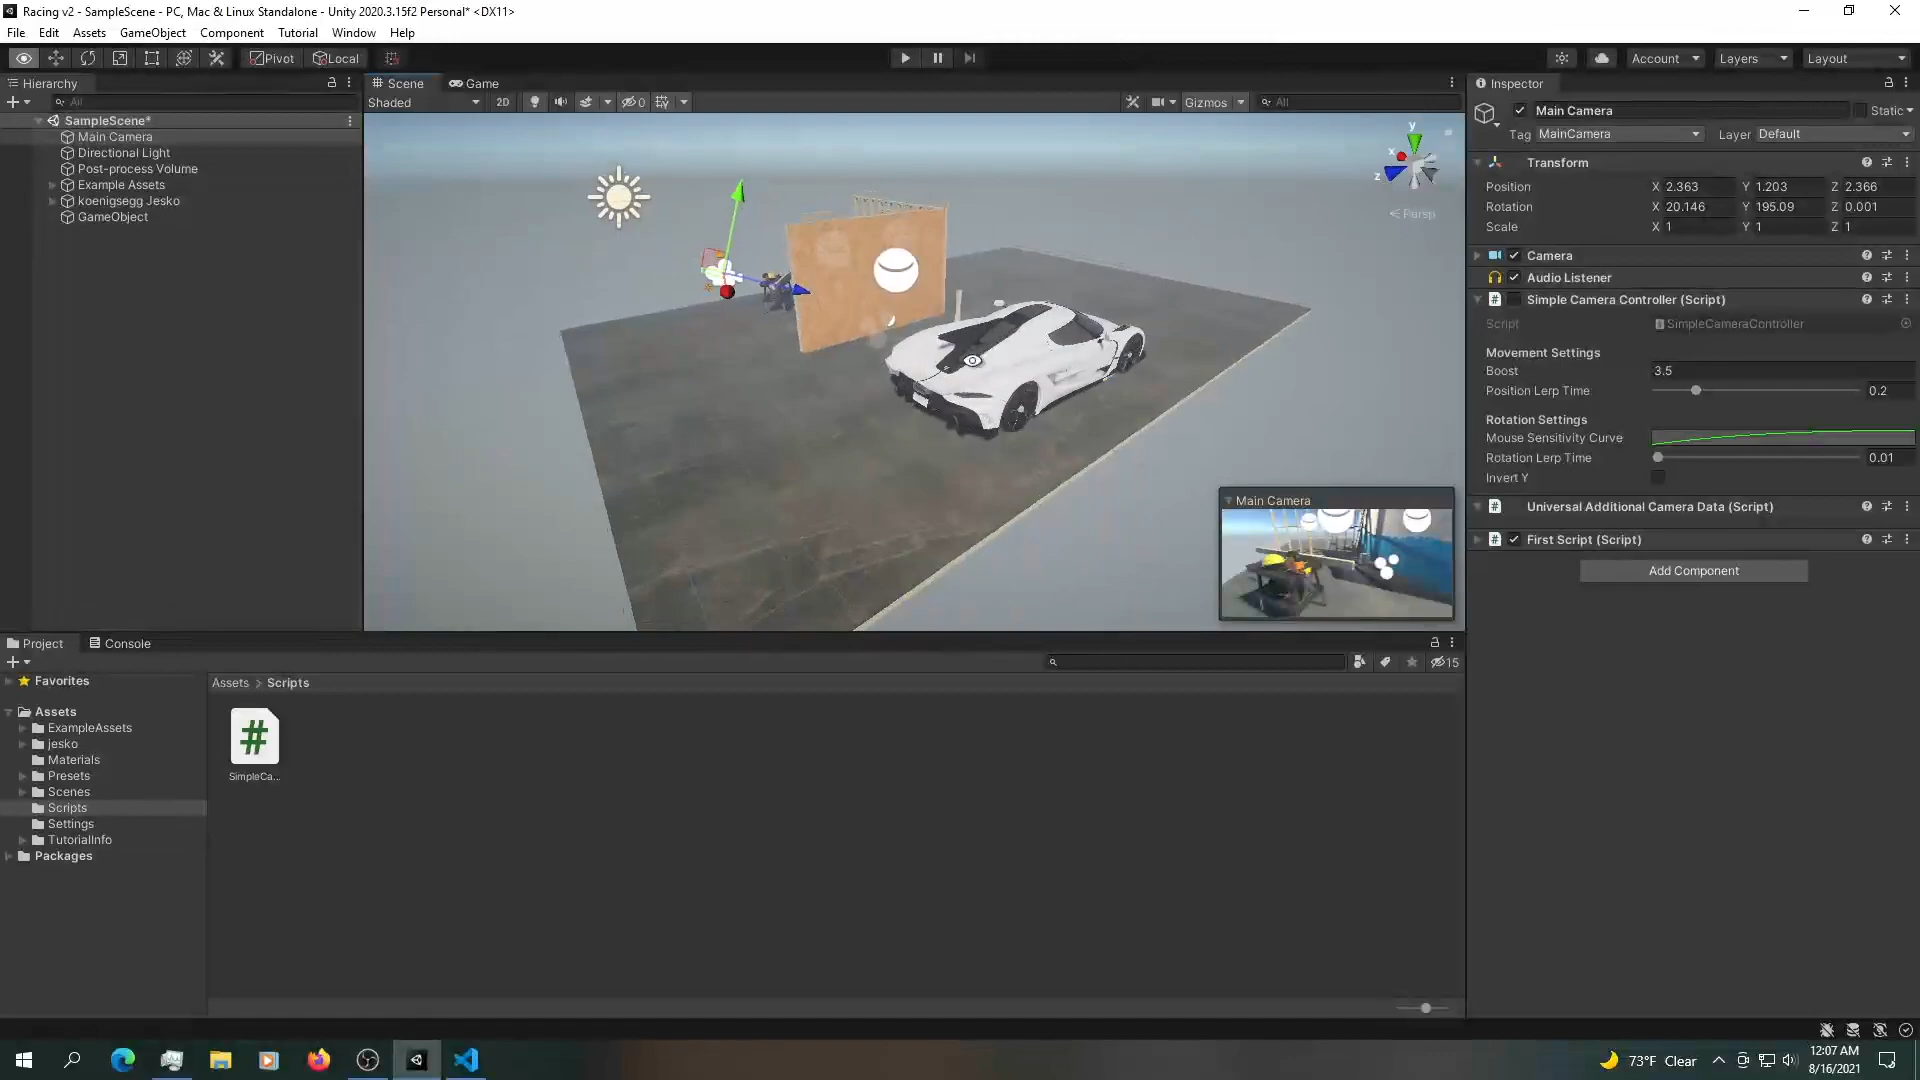 Racing v2 - SampleScene - PC, Mac & Linux Standalone - Unity 2020.3.15f2 Personal* <DX11>
File Edit Assets GameObject Component Tutorial Window Help
Pivot Local Account Layers Layout
Hierarchy
All
SampleScene*
Main Camera
Directional Light
Post-process Volume
Example Assets
koenigsegg Jesko
GameObject
Scene Game
Shaded 2D 0 Gizmos All
y
x
z
< Persp
Main Camera
Inspector
Main Camera Static
Tag MainCamera Layer Default
Transform
Position X 2.363 Y 1.203 Z 2.366
Rotation X 20.146 Y 195.09 Z 0.001
Scale X 1 Y 1 Z 1
Camera
Audio Listener
Simple Camera Controller (Script)
Script SimpleCameraController
Movement Settings
Boost 3.5
Position Lerp Time 0.2
Rotation Settings
Mouse Sensitivity Curve
Rotation Lerp Time 0.01
Invert Y
Universal Additional Camera Data (Script)
First Script (Script)
Add Component
Project Console
15
Favorites
Assets
ExampleAssets
jesko
Materials
Presets
Scenes
Scripts
Settings
TutorialInfo
Packages
Assets > Scripts
#
SimpleCa...
73°F Clear
12:07 AM
8/16/2021